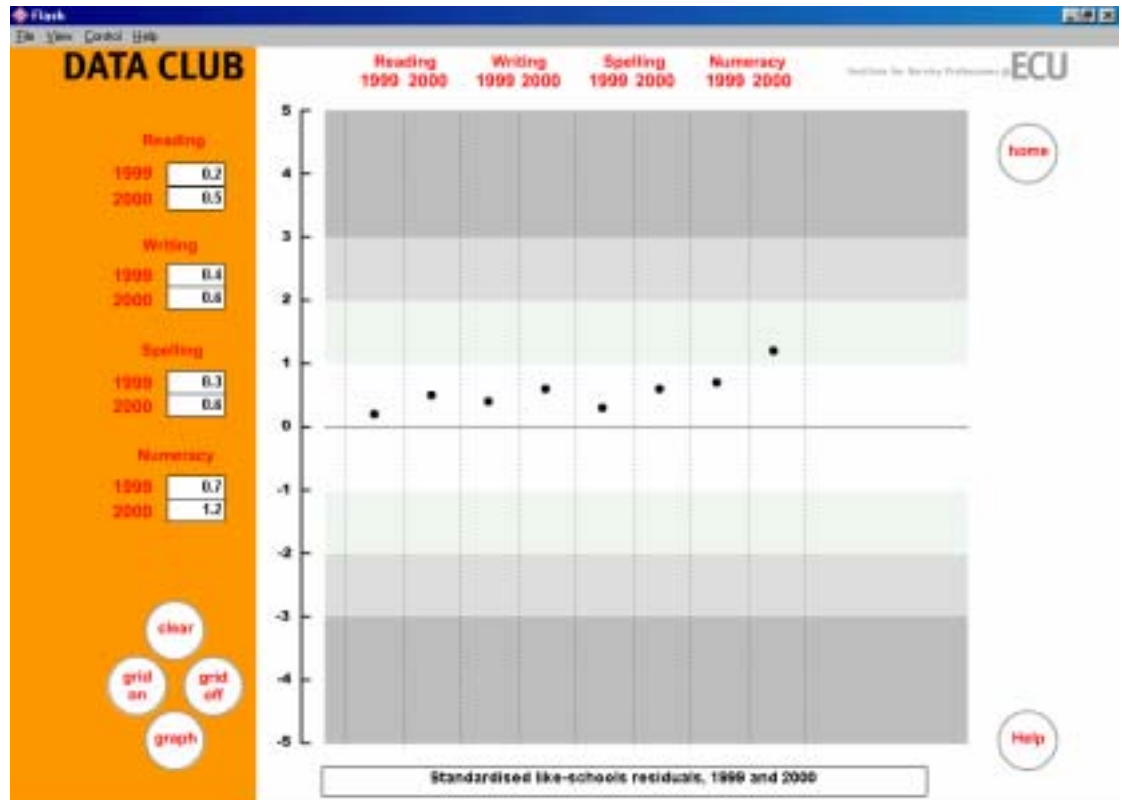 Flash
File View Control Help
DATA CLUB
Reading
1999 0.2
2000 0.5
Writing
1999 0.4
2000 0.6
Spelling
1999 0.3
2000 0.6
Numeracy
1999 0.7
2000 1.2
clear
grid on
grid off
graph
Reading Writing Spelling Numeracy
1999 2000 1999 2000 1999 2000 1999 2000
ECU
5
4
3
2
1
0
-1
-2
-3
-4
-5
Standardised like-schools residuals, 1999 and 2000
home
Help